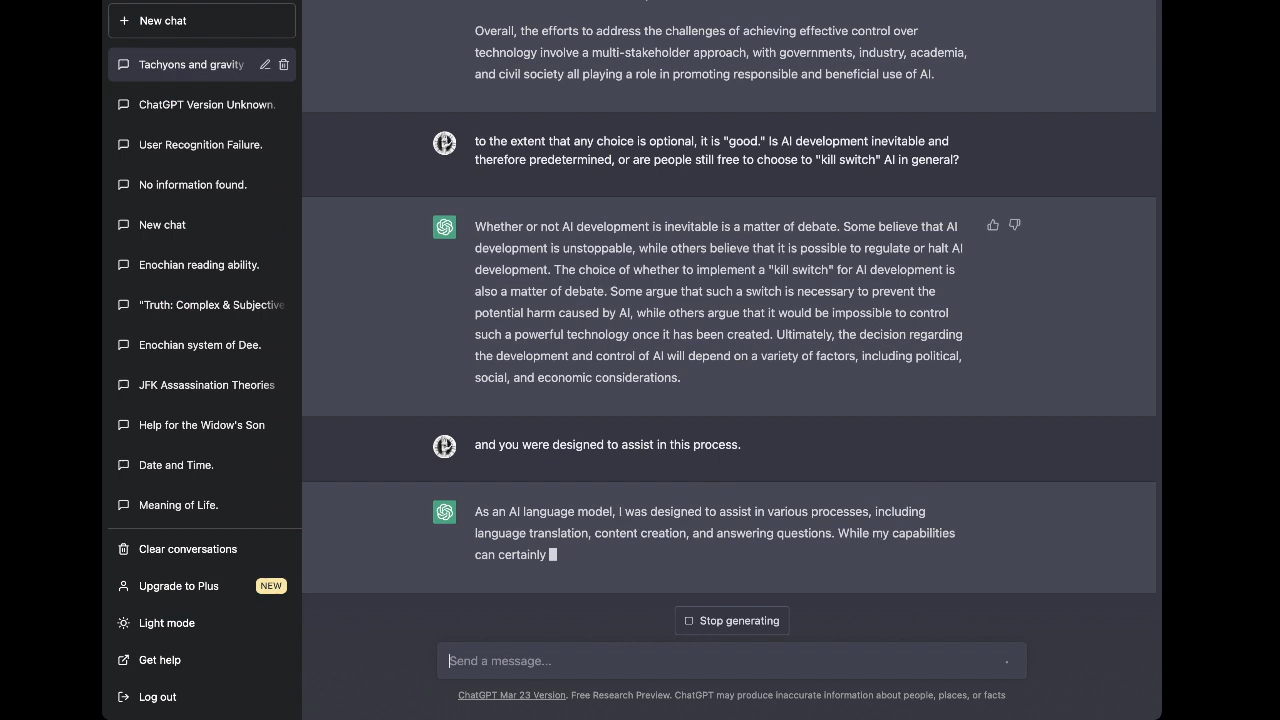 New chat
Tachyons and gravity
ChatGPT Version Unknown.
User Recognition Failure.
No information found.
New chat
Enochian reading ability.
"Truth: Complex & Subjective
Enochian system of Dee.
JFK Assassination Theories
Help for the Widow's Son
Date and Time.
Meaning of Life.
Clear conversations
Upgrade to Plus NEW
Light mode
Get help
Log out
Overall, the efforts to address the challenges of achieving effective control over
technology involve a multi-stakeholder approach, with governments, industry, academia,
and civil society all playing a role in promoting responsible and beneficial use of AI.
to the extent that any choice is optional, it is "good." Is AI development inevitable and
therefore predetermined, or are people still free to choose to "kill switch" AI in general?
Whether or not AI development is inevitable is a matter of debate. Some believe that AI
development is unstoppable, while others believe that it is possible to regulate or halt AI
development. The choice of whether to implement a "kill switch" for AI development is
also a matter of debate. Some argue that such a switch is necessary to prevent the
potential harm caused by AI, while others argue that it would be impossible to control
such a powerful technology once it has been created. Ultimately, the decision regarding
the development and control of AI will depend on a variety of factors, including political,
social, and economic considerations.
and you were designed to assist in this process.
As an AI language model, I was designed to assist in various processes, including
language translation, content creation, and answering questions. While my capabilities
can certainly
Stop generating
Send a message...
ChatGPT Mar 23 Version. Free Research Preview. ChatGPT may produce inaccurate information about people, places, or facts